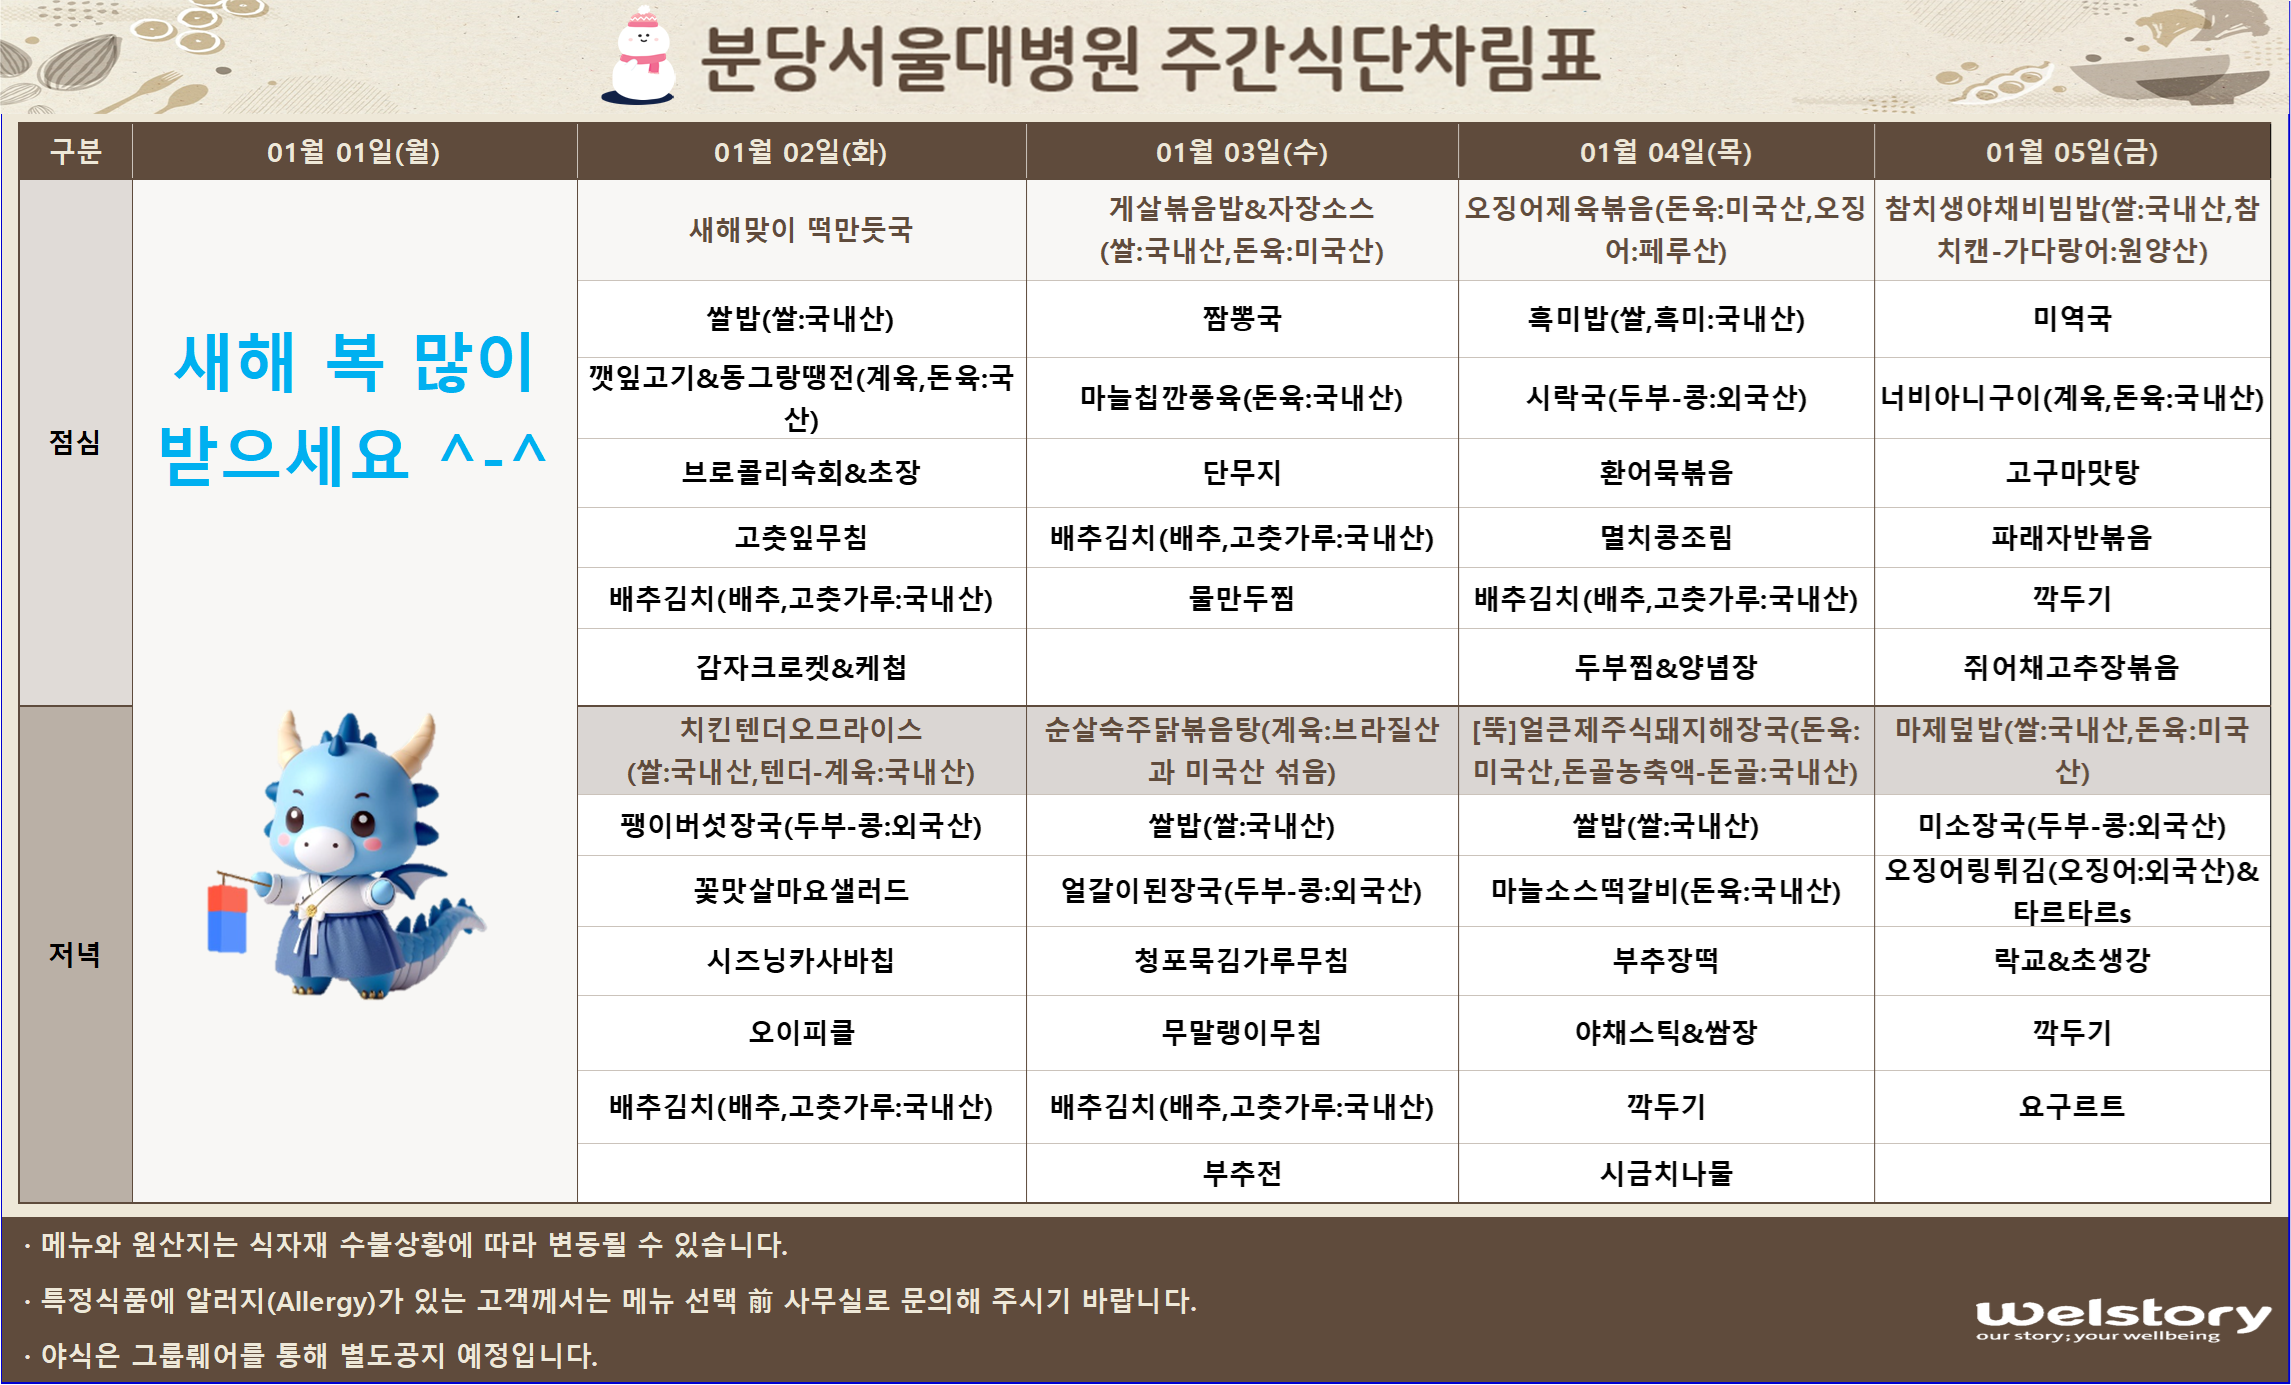 분당서울대병원 주간식단차림표
구분
01월 01일(월)
01월 02일(화)
01월 03일(수)
01월 04일(목)
01월 05일(금)
점심
새해 복 많이
받으세요 ^-^
새해맞이 떡만둣국
게살볶음밥&자장소스
(쌀:국내산,돈육:미국산)
오징어제육볶음(돈육:미국산,오징
어:페루산)
참치생야채비빔밥(쌀:국내산,참
치캔-가다랑어:원양산)
쌀밥(쌀:국내산)
짬뽕국
흑미밥(쌀,흑미:국내산)
미역국
깻잎고기&동그랑땡전(계육,돈육:국
산)
마늘칩깐풍육(돈육:국내산)
시락국(두부-콩:외국산)
너비아니구이(계육,돈육:국내산)
브로콜리숙회&초장
단무지
환어묵볶음
고구마맛탕
고춧잎무침
배추김치(배추,고춧가루:국내산)
멸치콩조림
파래자반볶음
배추김치(배추,고춧가루:국내산)
물만두찜
배추김치(배추,고춧가루:국내산)
깍두기
감자크로켓&케첩
두부찜&양념장
쥐어채고추장볶음
저녁
치킨텐더오므라이스
(쌀:국내산,텐더-계육:국내산)
순살숙주닭볶음탕(계육:브라질산
과 미국산 섞음)
[뚝]얼큰제주식돼지해장국(돈육:
미국산,돈골농축액-돈골:국내산)
마제덮밥(쌀:국내산,돈육:미국
산)
팽이버섯장국(두부-콩:외국산)
쌀밥(쌀:국내산)
쌀밥(쌀:국내산)
미소장국(두부-콩:외국산)
꽃맛살마요샐러드
얼갈이된장국(두부-콩:외국산)
마늘소스떡갈비(돈육:국내산)
오징어링튀김(오징어:외국산)&
타르타르s
시즈닝카사바칩
청포묵김가루무침
부추장떡
락교&초생강
오이피클
무말랭이무침
야채스틱&쌈장
깍두기
배추김치(배추,고춧가루:국내산)
배추김치(배추,고춧가루:국내산)
깍두기
요구르트
부추전
시금치나물
· 메뉴와 원산지는 식자재 수불상황에 따라 변동될 수 있습니다.
· 특정식품에 알러지(Allergy)가 있는 고객께서는 메뉴 선택 前 사무실로 문의해 주시기 바랍니다.
· 야식은 그룹뤠어를 통해 별도공지 예정입니다.
welstory
our story; your wellbeing